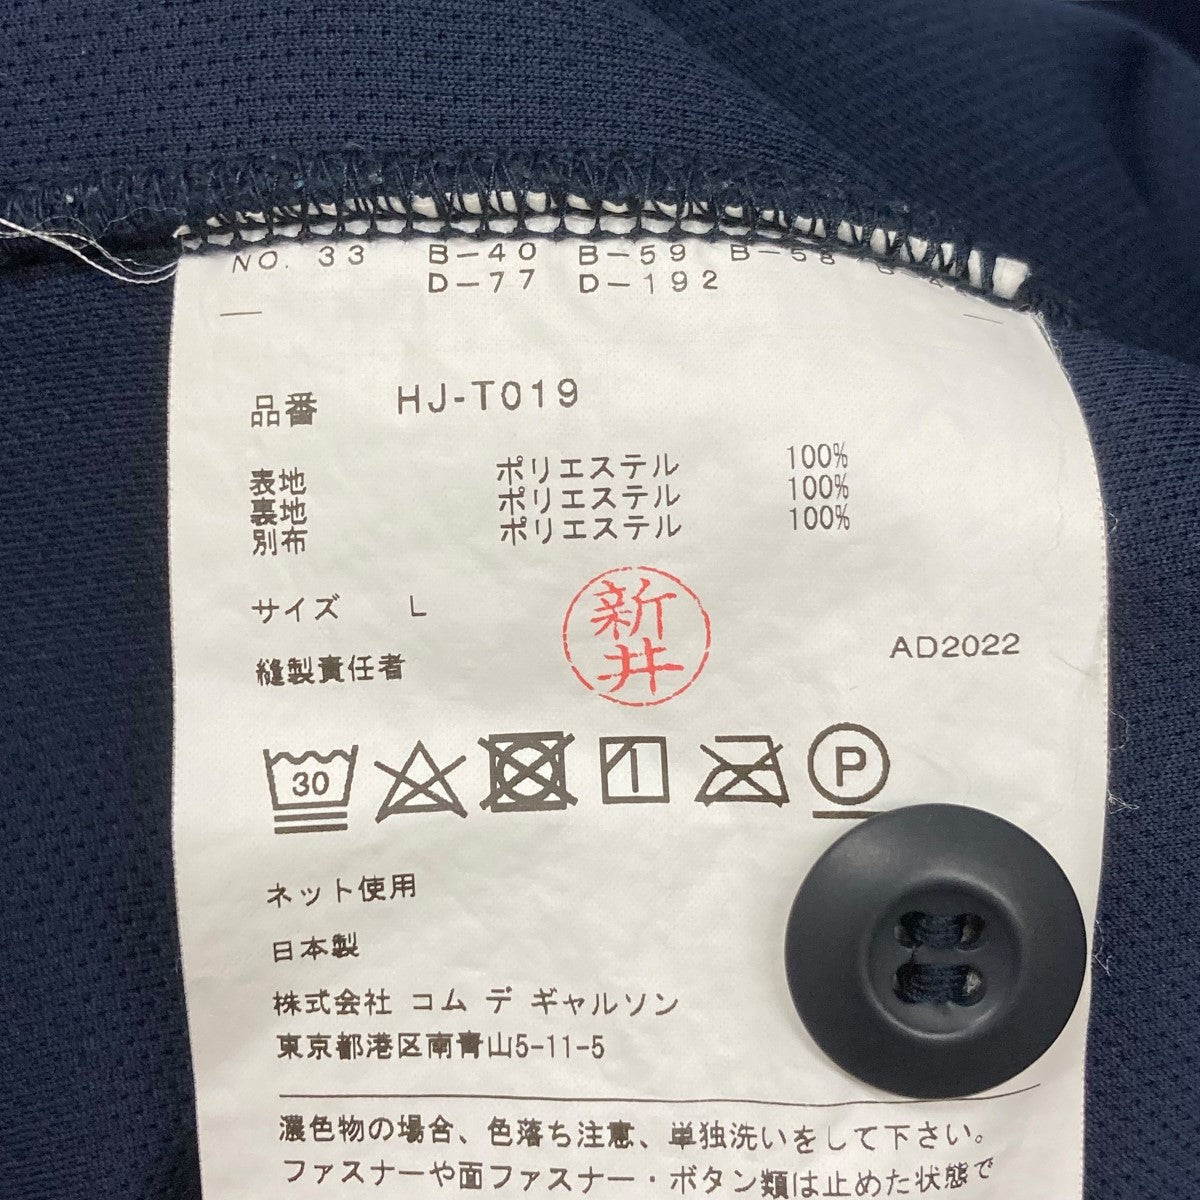 NO. 33 B-40 B-59 B-58
D-77 D-192
品番 HJ-T019
表地 ポリエステル 100%
裏地 ポリエステル 100%
別布 ポリエステル 100%
サイズ L
新井
縫製責任者 AD2022
30 P
ネット使用
日本製
株式会社 コム デ ギャルソン
東京都港区南青山5-11-5
濃色物の場合、色落ち注意、単独洗いをして下さい。
ファスナーや面ファスナー・ボタン類は止めた状態で